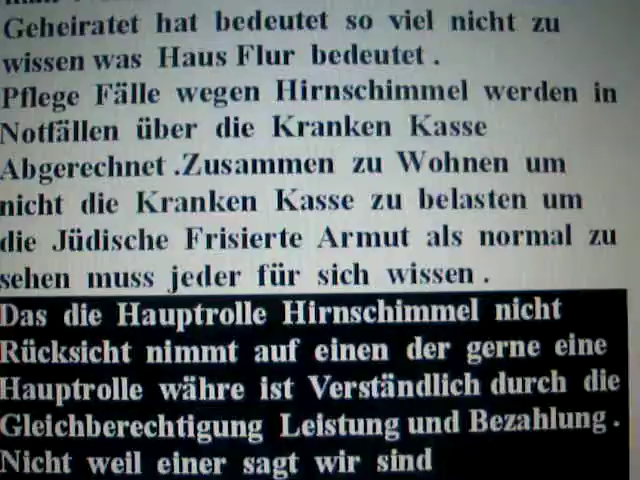 Geheiratet hat bedeutet so viel nicht zu
wissen was Haus Flur bedeutet .
Pflege Fälle wegen Hirnschimmel werden in
Notfällen über die Kranken Kasse
Abgerechnet .Zusammen zu Wohnen um
nicht die Kranken Kasse zu belasten um
die Jüdische Frisierte Armut als normal zu
sehen muss jeder für sich wissen .
Das die Hauptrolle Hirnschimmel nicht
Rücksicht nimmt auf einen der gerne eine
Hauptrolle währe ist Verständlich durch die
Gleichberechtigung Leistung und Bezahlung .
Nicht weil einer sagt wir sind